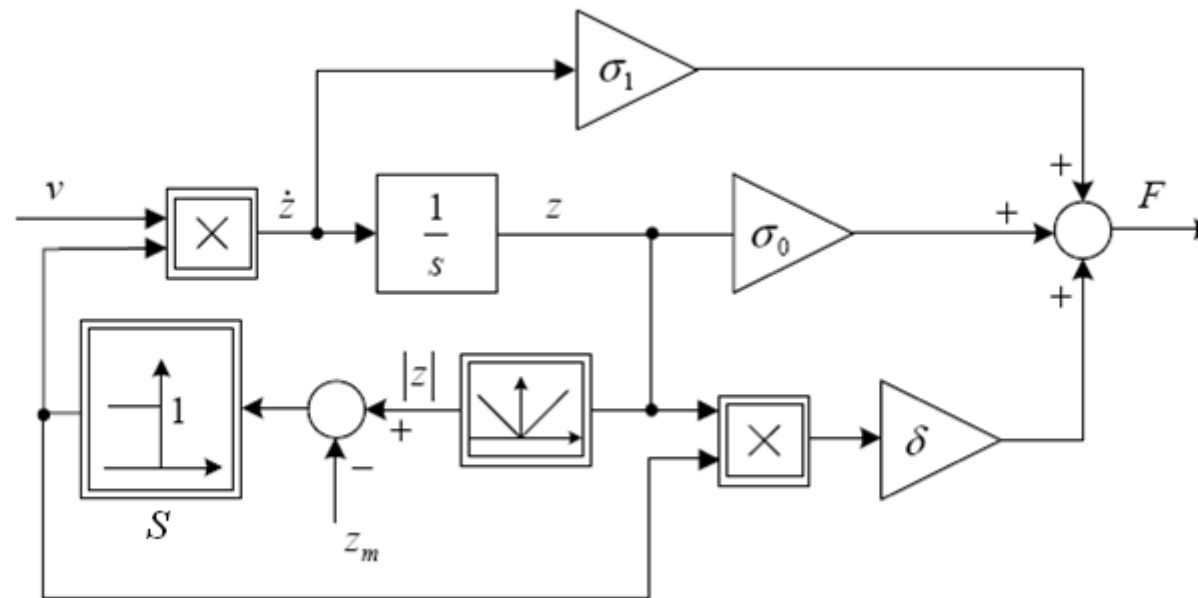 σ₁
+
v
×
ż
1/s
z
σ₀
+
F
+
1
|z|
+
−
×
δ
S
zₘ